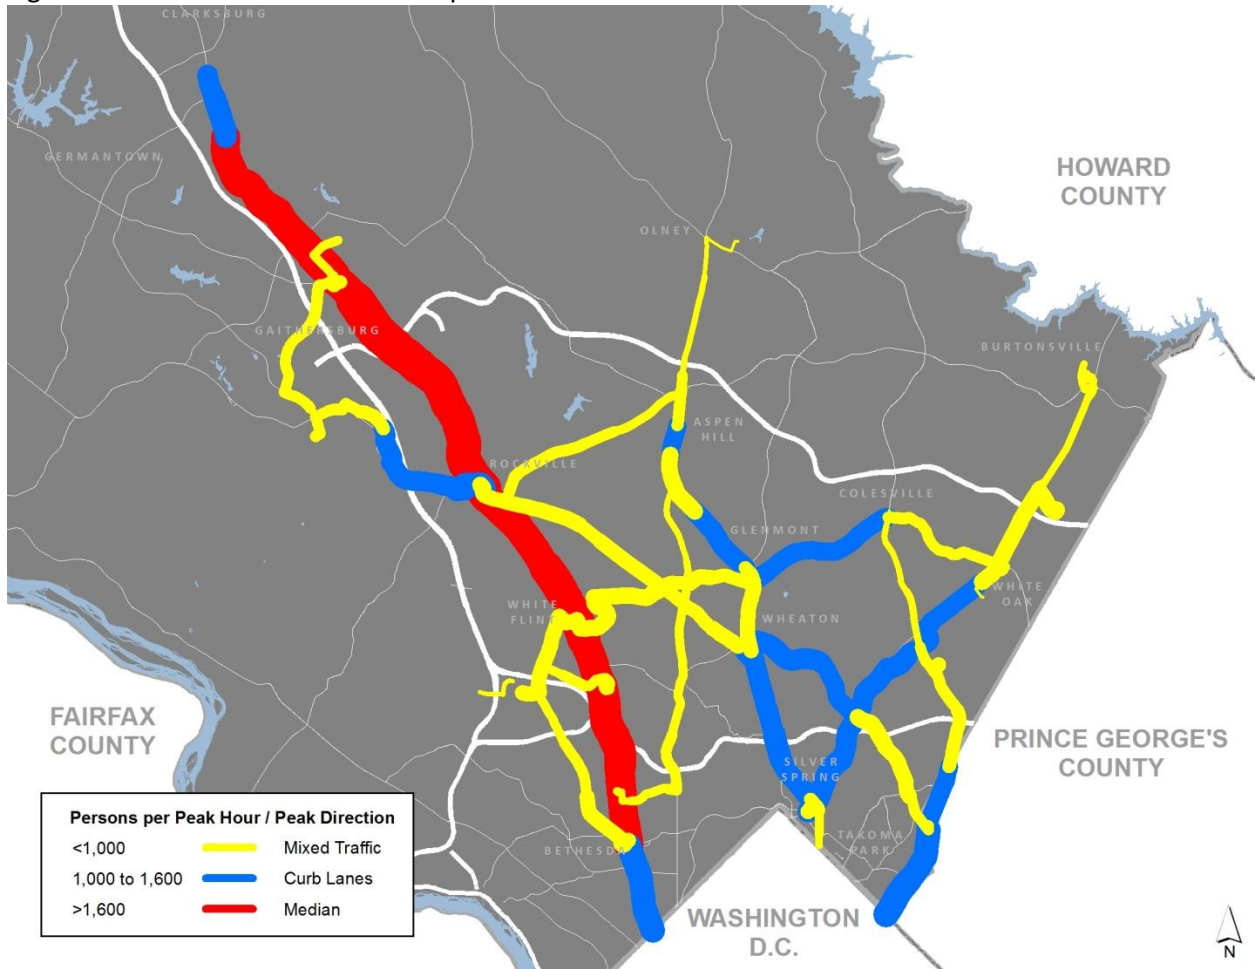 CLARKSBURG
GERMANTOWN
HOWARD
COUNTY
OLNEY
GAITHERSBURG
BURTONSVILLE
ASPEN
HILL
ROCKVILLE
COLESVILLE
GLENMONT
WHITE
OAK
WHITE
FLINT
WHEATON
FAIRFAX
COUNTY
PRINCE GEORGE'S
COUNTY
SILVER
SPRING
TAKOMA
PARK
BETHESDA
WASHINGTON
D.C.
Persons per Peak Hour / Peak Direction
<1,000 Mixed Traffic
1,000 to 1,600 Curb Lanes
>1,600 Median
N